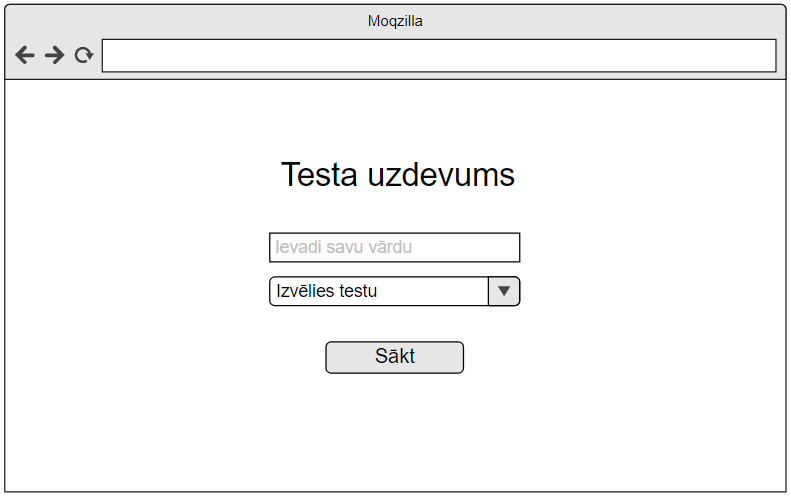 Moqzilla
Testa uzdevums
Ievadi savu vārdu
Izvēlies testu
Sākt